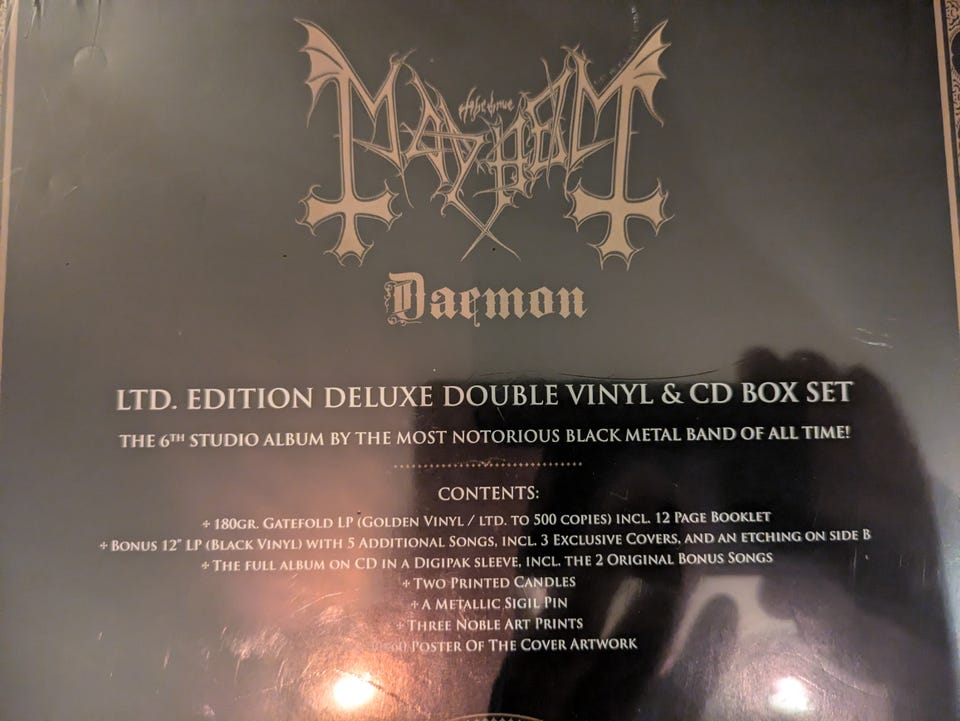 MAYHEM
Daemon
LTD. EDITION DELUXE DOUBLE VINYL & CD BOX SET
THE 6TH STUDIO ALBUM BY THE MOST NOTORIOUS BLACK METAL BAND OF ALL TIME!
CONTENTS:
180GR. GATEFOLD LP (GOLDEN VINYL / LTD. TO 500 COPIES) INCL. 12 PAGE BOOKLET
BONUS 12" LP (BLACK VINYL) WITH 5 ADDITIONAL SONGS, INCL. 3 EXCLUSIVE COVERS, AND AN ETCHING ON SIDE B
THE FULL ALBUM ON CD IN A DIGIPAK SLEEVE, INCL. THE 2 ORIGINAL BONUS SONGS
TWO PRINTED CANDLES
A METALLIC SIGIL PIN
THREE NOBLE ART PRINTS
POSTER OF THE COVER ARTWORK